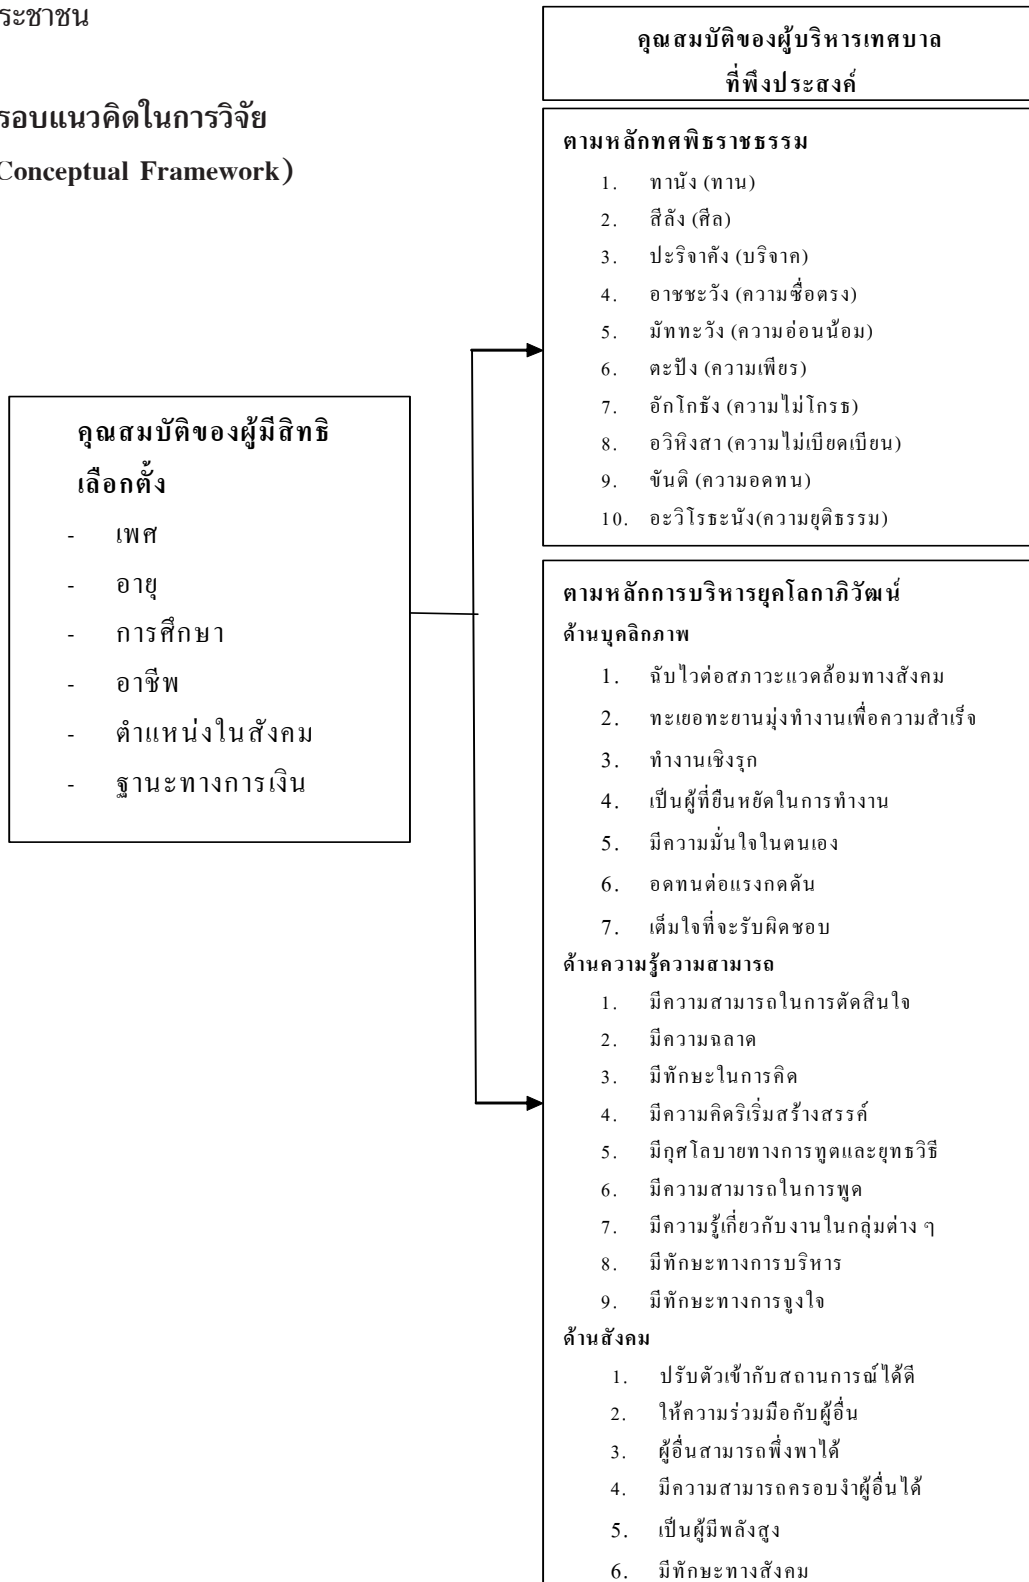 ระชาชน
รอบแนวคิดในการวิจัย
Conceptual Framework)
คุณสมบัติของผู้มีสิทธิ
เลือกตั้ง
- เพศ
- อายุ
- การศึกษา
- อาชีพ
- ตำแหน่งในสังคม
- ฐานะทางการเงิน
คุณสมบัติของผู้บริหารเทศบาล
ที่พึงประสงค์
ตามหลักทศพิธราชธรรม
1. ทานัง (ทาน)
2. สีลัง (ศีล)
3. ปะริจาคัง (บริจาค)
4. อาชชะวัง (ความซื่อตรง)
5. มัททะวัง (ความอ่อนน้อม)
6. ตะปัง (ความเพียร)
7. อักโกธัง (ความไม่โกรธ)
8. อวิหิงสา (ความไม่เบียดเบียน)
9. ขันติ (ความอดทน)
10. อะวิโรธะนัง(ความยุติธรรม)
ตามหลักการบริหารยุคโลกาภิวัฒน์
ด้านบุคลิกภาพ
1. ฉับไวต่อสภาวะแวดล้อมทางสังคม
2. ทะเยอทะยานมุ่งทำงานเพื่อความสำเร็จ
3. ทำงานเชิงรุก
4. เป็นผู้ที่ยืนหยัดในการทำงาน
5. มีความมั่นใจในตนเอง
6. อดทนต่อแรงกดดัน
7. เต็มใจที่จะรับผิดชอบ
ด้านความรู้ความสามารถ
1. มีความสามารถในการตัดสินใจ
2. มีความฉลาด
3. มีทักษะในการคิด
4. มีความคิดริเริ่มสร้างสรรค์
5. มีกุศโลบายทางการทูตและยุทธวิธี
6. มีความสามารถในการพูด
7. มีความรู้เกี่ยวกับงานในกลุ่มต่าง ๆ
8. มีทักษะทางการบริหาร
9. มีทักษะทางการจูงใจ
ด้านสังคม
1. ปรับตัวเข้ากับสถานการณ์ได้ดี
2. ให้ความร่วมมือกับผู้อื่น
3. ผู้อื่นสามารถพึ่งพาได้
4. มีความสามารถครอบงำผู้อื่นได้
5. เป็นผู้มีพลังสูง
6. มีทักษะทางสังคม